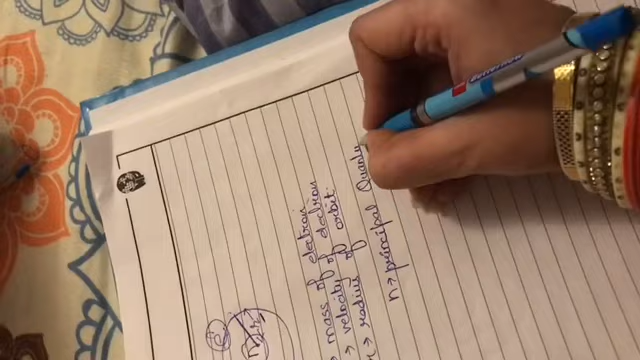 → mass of electron
→ velocity of electron
r → radius of orbit.
n → principal Quantu